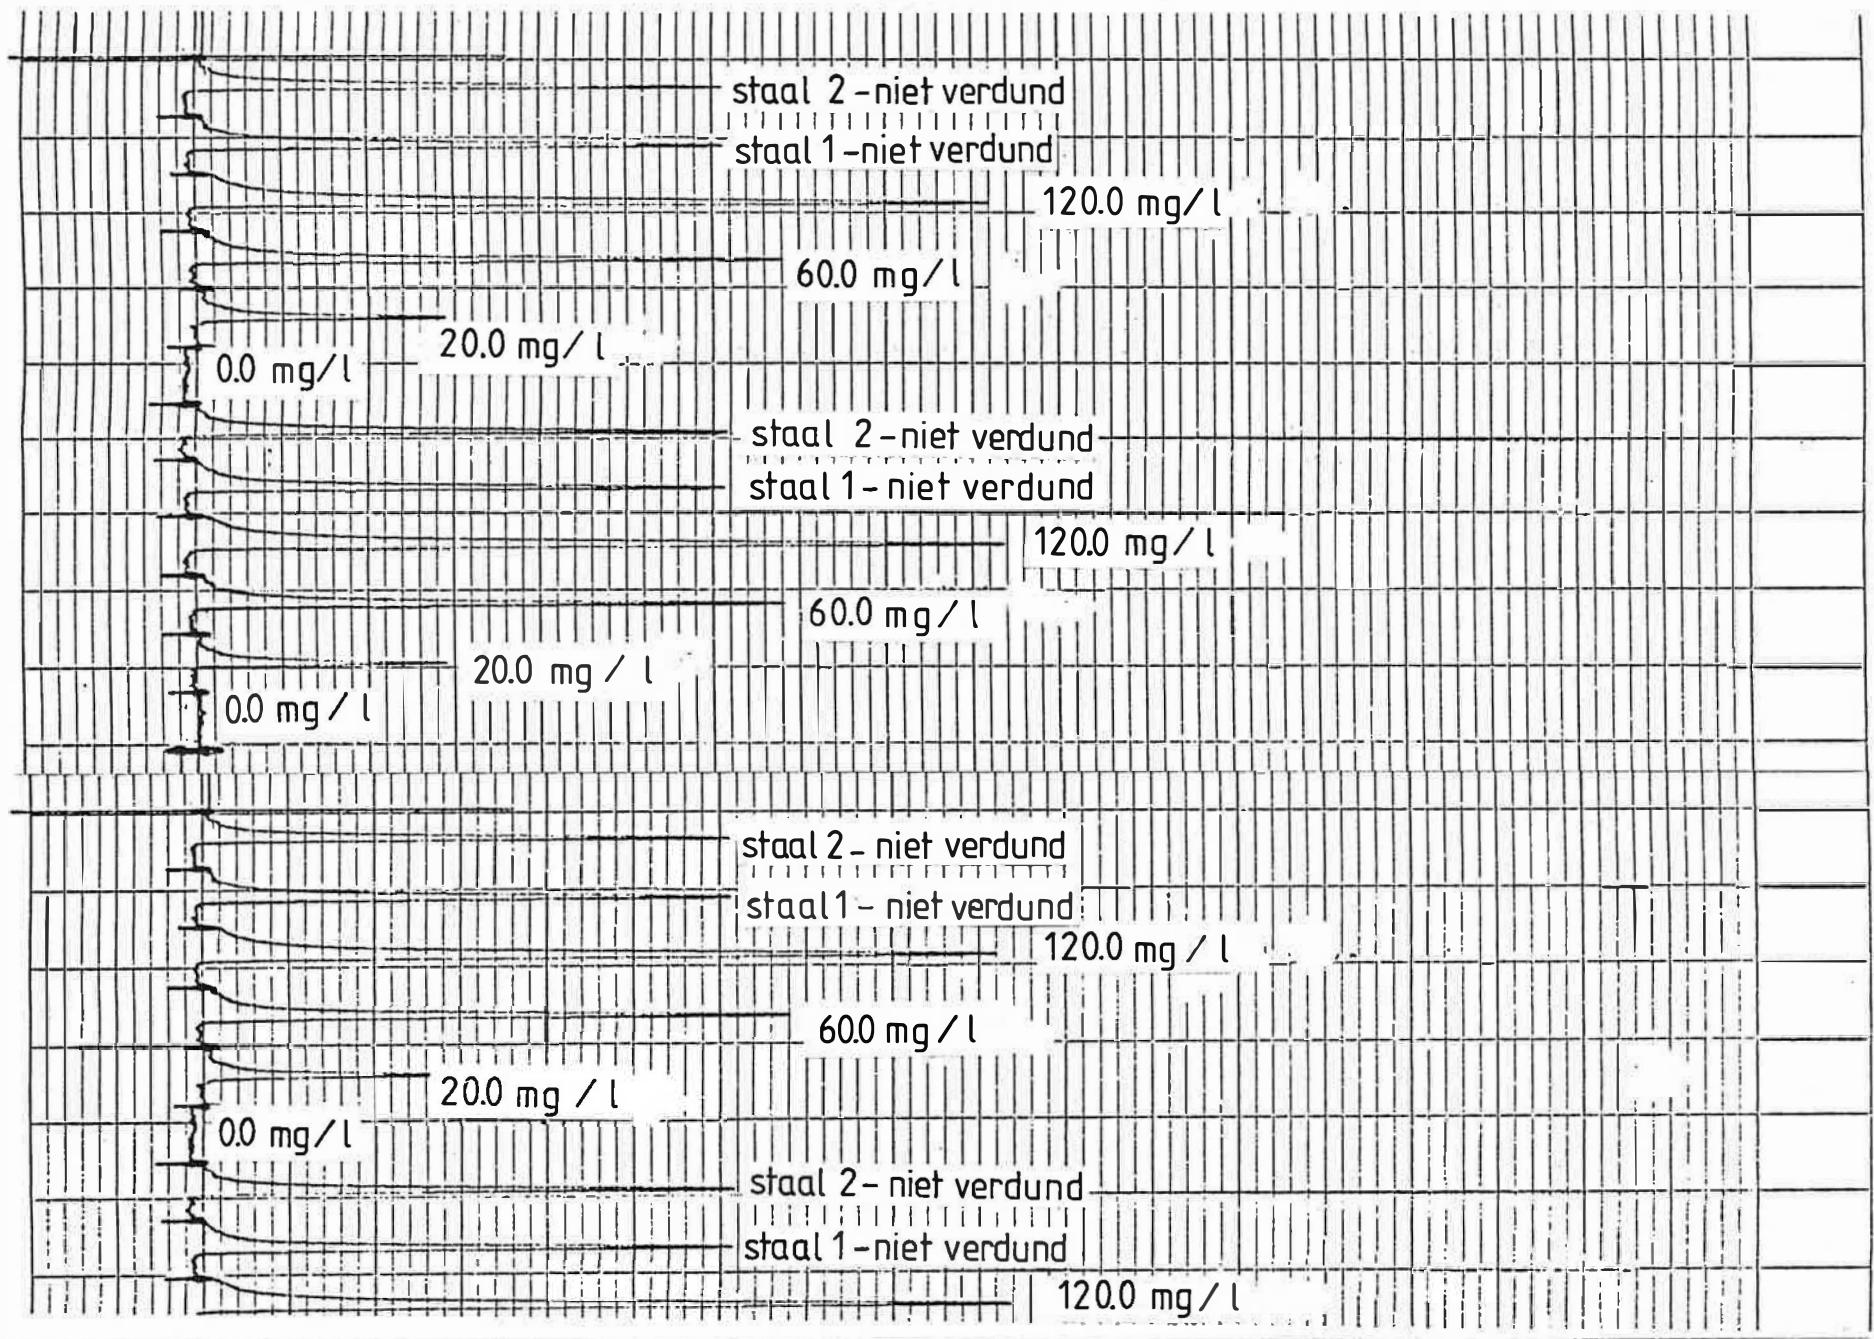 staal 2 - niet verdund
staal 1 - niet verdund
120.0 mg/l
60.0 mg/l
20.0 mg/l
0.0 mg/l
staal 2 - niet verdund
staal 1 - niet verdund
120.0 mg/l
60.0 mg/l
20.0 mg/l
0.0 mg/l
staal 2 - niet verdund
staal 1 - niet verdund
120.0 mg/l
60.0 mg/l
20.0 mg/l
0.0 mg/l
staal 2 - niet verdund
staal 1 - niet verdund
120.0 mg/l